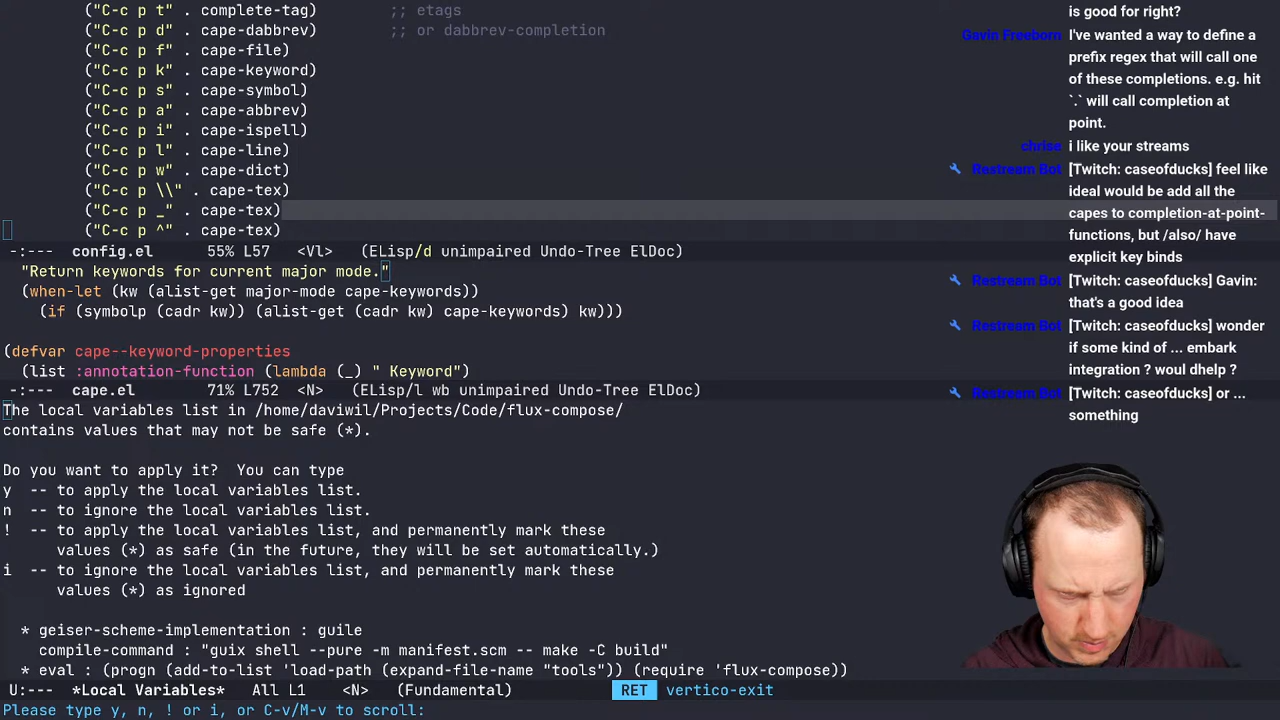 ("C-c p t" . complete-tag)        ;; etags
("C-c p d" . cape-dabbrev)        ;; or dabbrev-completion
("C-c p f" . cape-file)
("C-c p k" . cape-keyword)
("C-c p s" . cape-symbol)
("C-c p a" . cape-abbrev)
("C-c p i" . cape-ispell)
("C-c p l" . cape-line)
("C-c p w" . cape-dict)
("C-c p \\" . cape-tex)
("C-c p _" . cape-tex)
("C-c p ^" . cape-tex)
-:---  config.el      55% L57   <Vl>   (ELisp/d unimpaired Undo-Tree ElDoc)
"Return keywords for current major mode."
(when-let (kw (alist-get major-mode cape-keywords))
(if (symbolp (cadr kw)) (alist-get (cadr kw) cape-keywords) kw)))
(defvar cape--keyword-properties
(list :annotation-function (lambda (_) " Keyword")
-:---  cape.el        71% L752  <N>    (ELisp/l wb unimpaired Undo-Tree ElDoc)
The local variables list in /home/daviwil/Projects/Code/flux-compose/
contains values that may not be safe (*).
Do you want to apply it?  You can type
y  -- to apply the local variables list.
n  -- to ignore the local variables list.
!  -- to apply the local variables list, and permanently mark these
values (*) as safe (in the future, they will be set automatically.)
i  -- to ignore the local variables list, and permanently mark these
values (*) as ignored
* geiser-scheme-implementation : guile
compile-command : "guix shell --pure -m manifest.scm -- make -C build"
* eval : (progn (add-to-list 'load-path (expand-file-name "tools")) (require 'flux-compose))
U:---  *Local Variables*   All L1    <N>   (Fundamental)   RET  vertico-exit
Please type y, n, ! or i, or C-v/M-v to scroll:
is good for right?
Gavin Freeborn I've wanted a way to define a
prefix regex that will call one
of these completions. e.g. hit
`.` will call completion at
point.
chrise i like your streams
Restream Bot [Twitch: caseofducks] feel like
ideal would be add all the
capes to completion-at-point-
functions, but /also/ have
explicit key binds
Restream Bot [Twitch: caseofducks] Gavin:
that's a good idea
Restream Bot [Twitch: caseofducks] wonder
if some kind of ... embark
integration ? woul dhelp ?
Restream Bot [Twitch: caseofducks] or ...
something